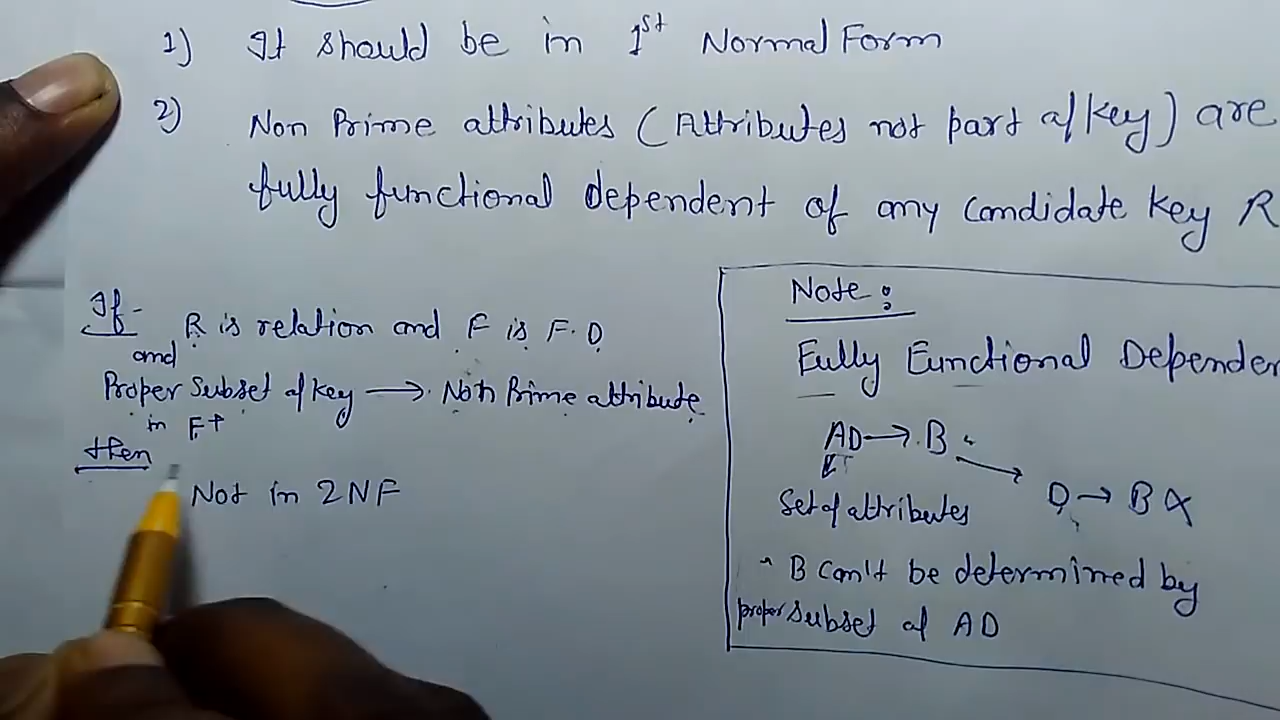 1) It should be in 1st Normal Form
2) Non Prime attributes (Attributes not part of key) are
fully functional dependent of any candidate key R
If
R is relation and F is F.D
and
Proper Subset of key → Non Prime attribute
in F+
then
Not in 2NF
Note :
Fully Functional Dependen
AD → B
Set of attributes
D → B X
B can't be determined by
proper subset of AD